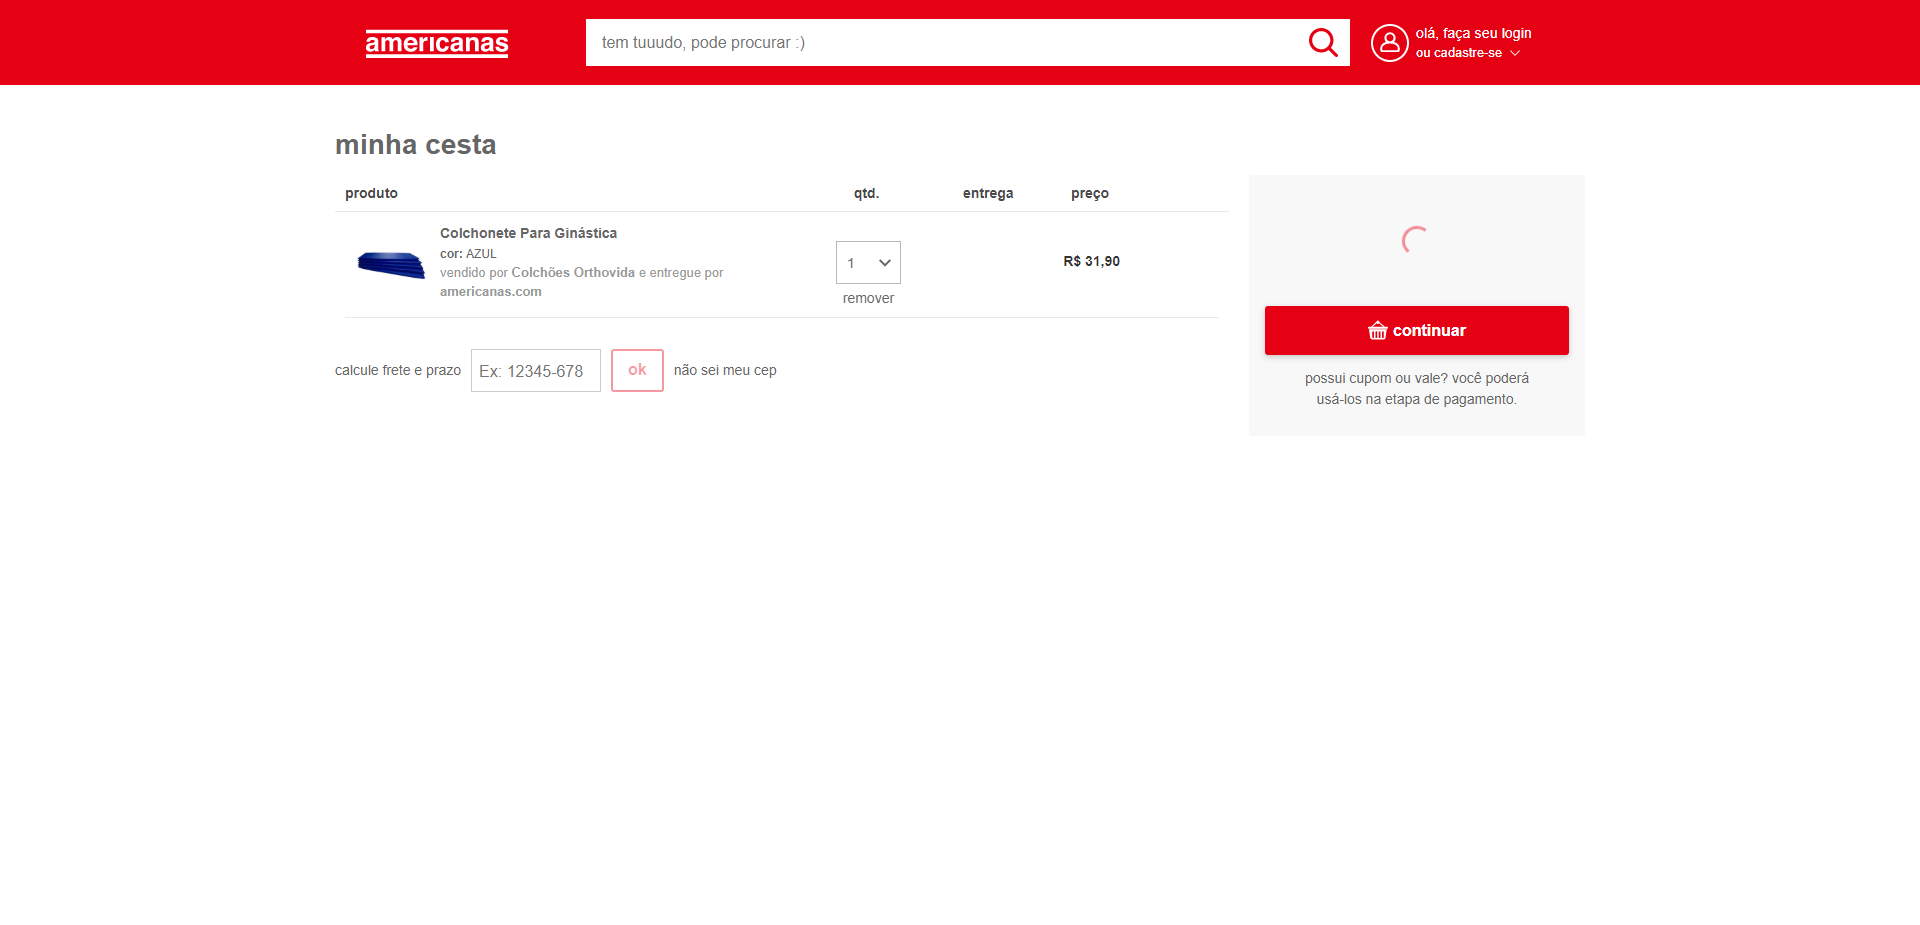 americanas
tem tuuudo, pode procurar :)
olá, faça seu login
ou cadastre-se
minha cesta
produto qtd. entrega preço
Colchonete Para Ginástica
cor: AZUL
vendido por Colchões Orthovida e entregue por
americanas.com
1
remover
R$ 31,90
continuar
possui cupom ou vale? você poderá
usá-los na etapa de pagamento.
calcule frete e prazo Ex: 12345-678 ok não sei meu cep